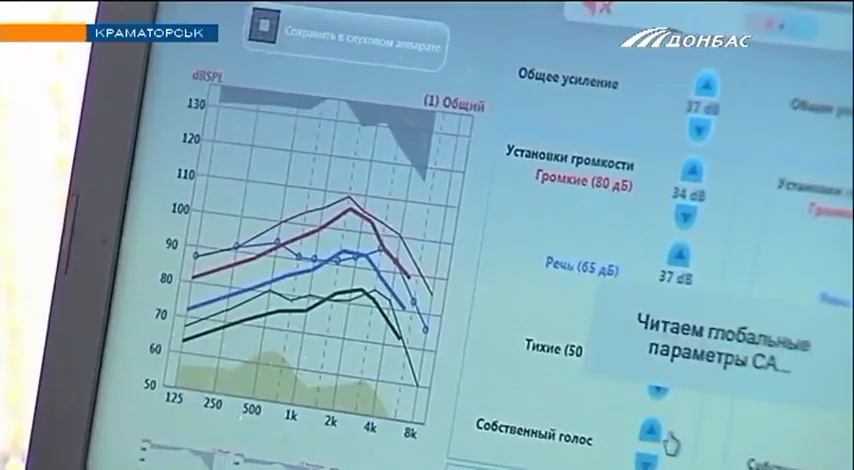 КРАМАТОРСЬК
ДОНБАС
Сохранить в слуховом аппарате
dBSPL
(1) Общий
130
120
110
100
90
80
70
60
50
125
250
500
1k
2k
4k
8k
Общее усиление
37 dB
Установки громкости
Громкие (80 дБ)
34 dB
Речь (65 дБ)
37 dB
Тихие (50
Читаем глобальные
параметры СА...
Собственный голос